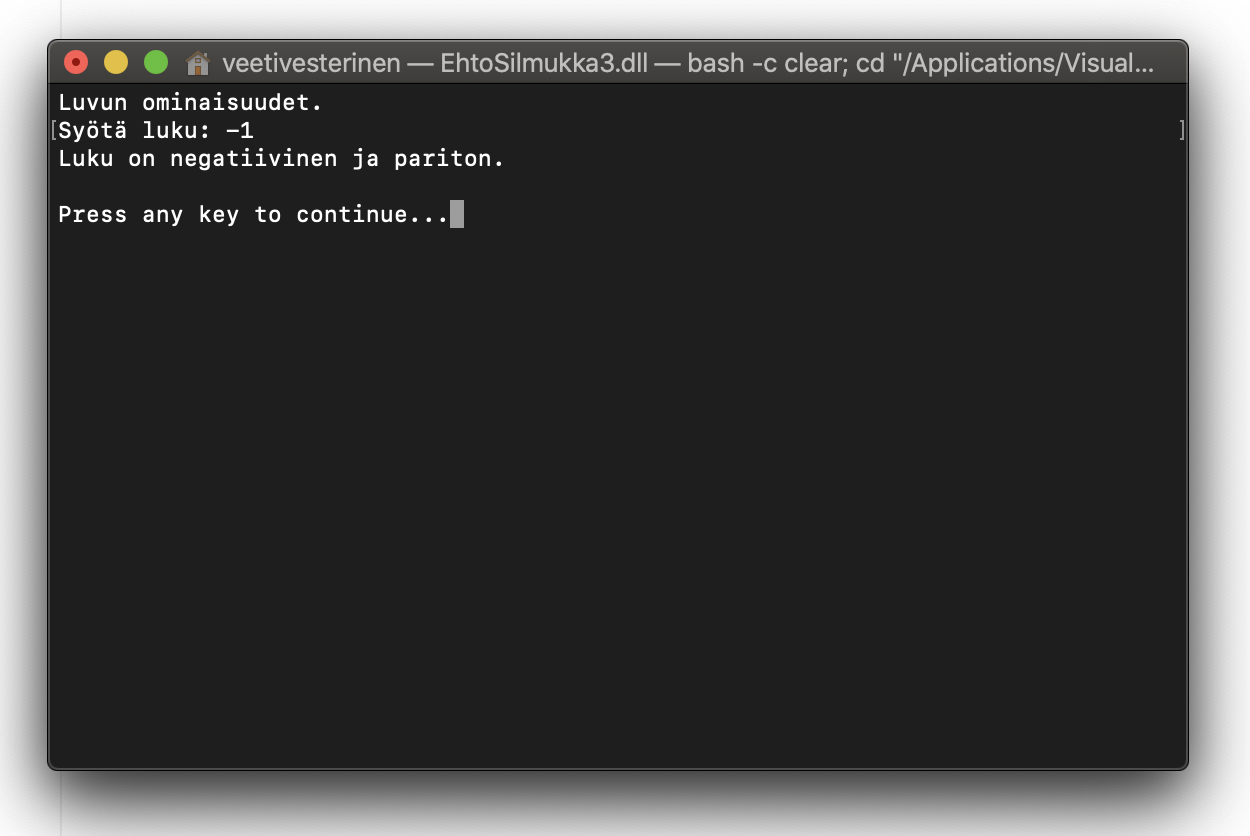 veetivesterinen — EhtoSilmukka3.dll — bash -c clear; cd "/Applications/Visual...
Luvun ominaisuudet.
[Syötä luku: -1 ]
Luku on negatiivinen ja pariton.
Press any key to continue...